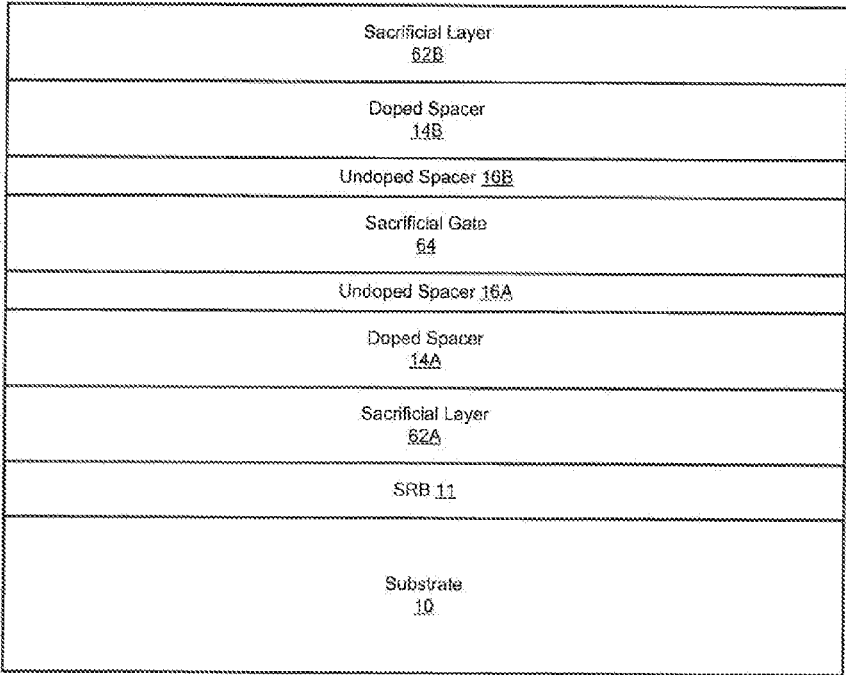 Sacrificial Layer
62B
Doped Spacer
14B
Undoped Spacer 16B
Sacrificial Gate
64
Undoped Spacer 16A
Doped Spacer
14A
Sacrificial Layer
62A
SRB 11
Substrate
10